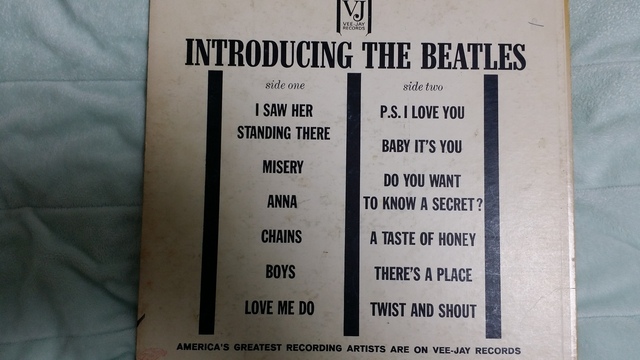 VJ
VEE-JAY
RECORDS
INTRODUCING THE BEATLES
side one
I SAW HER
STANDING THERE
MISERY
ANNA
CHAINS
BOYS
LOVE ME DO
side two
P.S. I LOVE YOU
BABY IT'S YOU
DO YOU WANT
TO KNOW A SECRET?
A TASTE OF HONEY
THERE'S A PLACE
TWIST AND SHOUT
AMERICA'S GREATEST RECORDING ARTISTS ARE ON VEE-JAY RECORDS